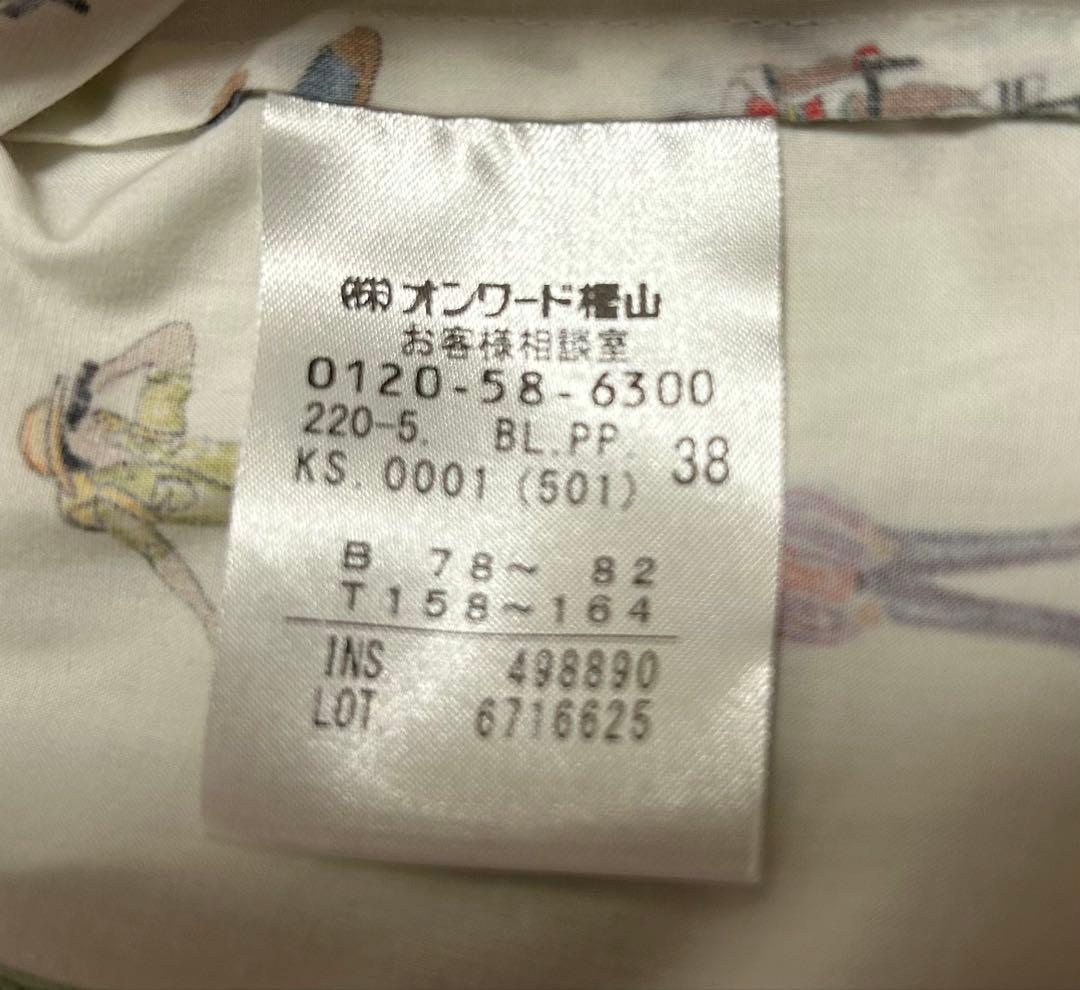 (株)オンワード樫山
お客様相談室
0120-58-6300
220-5. BL.PP. 38
KS. 0001 (501)
B 78~ 82
T158~164
INS 498890
LOT. 6716625